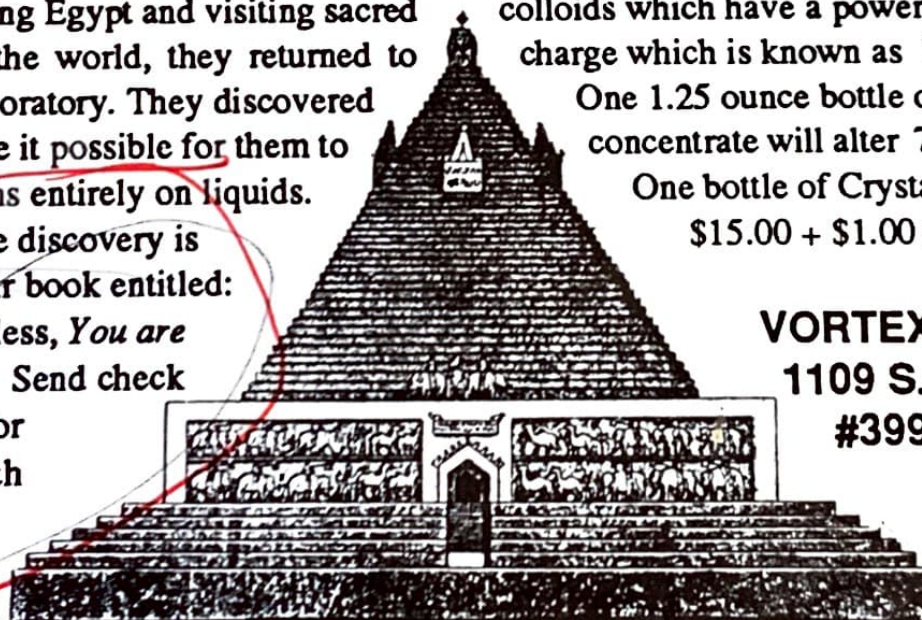 ng Egypt and visiting sacred
the world, they returned to
oratory. They discovered
e it possible for them to
ns entirely on liquids.
e discovery is
r book entitled:
less, You are
Send check
or
ch
colloids which have a power
charge which is known as
One 1.25 ounce bottle o
concentrate will alter 7
One bottle of Crysta
$15.00 + $1.00
VORTEX
1109 S.
#399